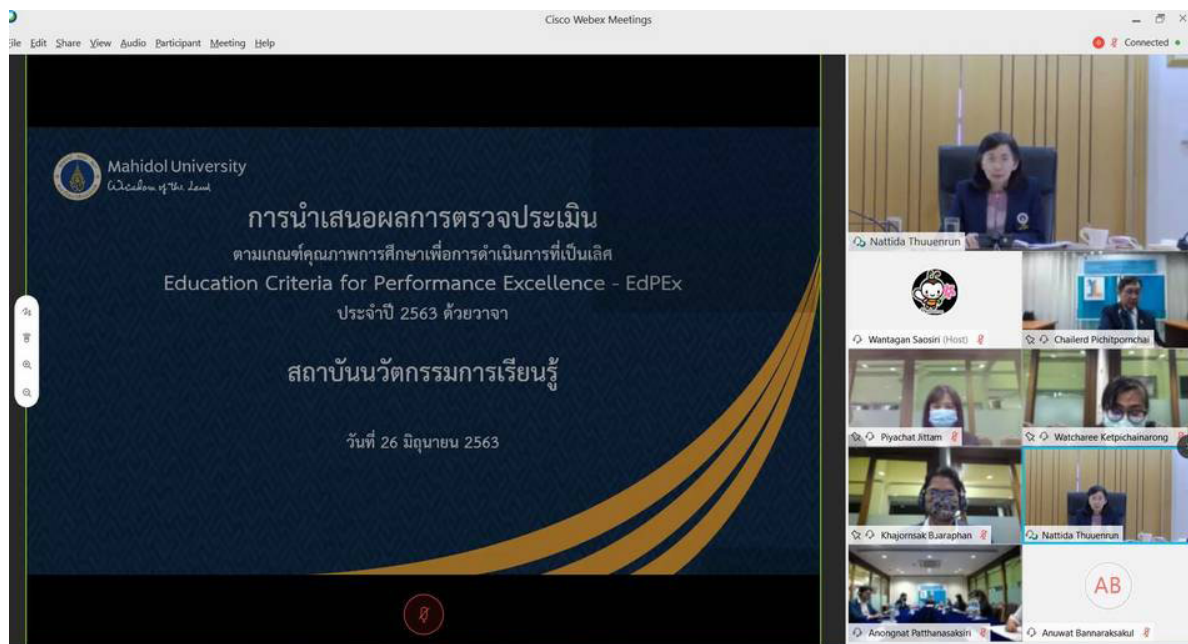 Cisco Webex Meetings
File Edit Share View Audio Participant Meeting Help
Connected
Mahidol University
Wisdom of the Land
การนำเสนอผลการตรวจประเมิน
ตามเกณฑ์คุณภาพการศึกษาเพื่อการดำเนินการที่เป็นเลิศ
Education Criteria for Performance Excellence - EdPEx
ประจำปี 2563 ด้วยวาจา
สถาบันนวัตกรรมการเรียนรู้
วันที่ 26 มิถุนายน 2563
Nattida Thuuenrun
Wantagan Saosiri (Host)
Chailerd Pichitpornchai
Piyachat Jittam
Watcharee Ketpichainarong
Khajornsak Buaraphan
Nattida Thuuenrun
Anongnat Patthanasaksiri
AB
Anuwat Bannaraksakul